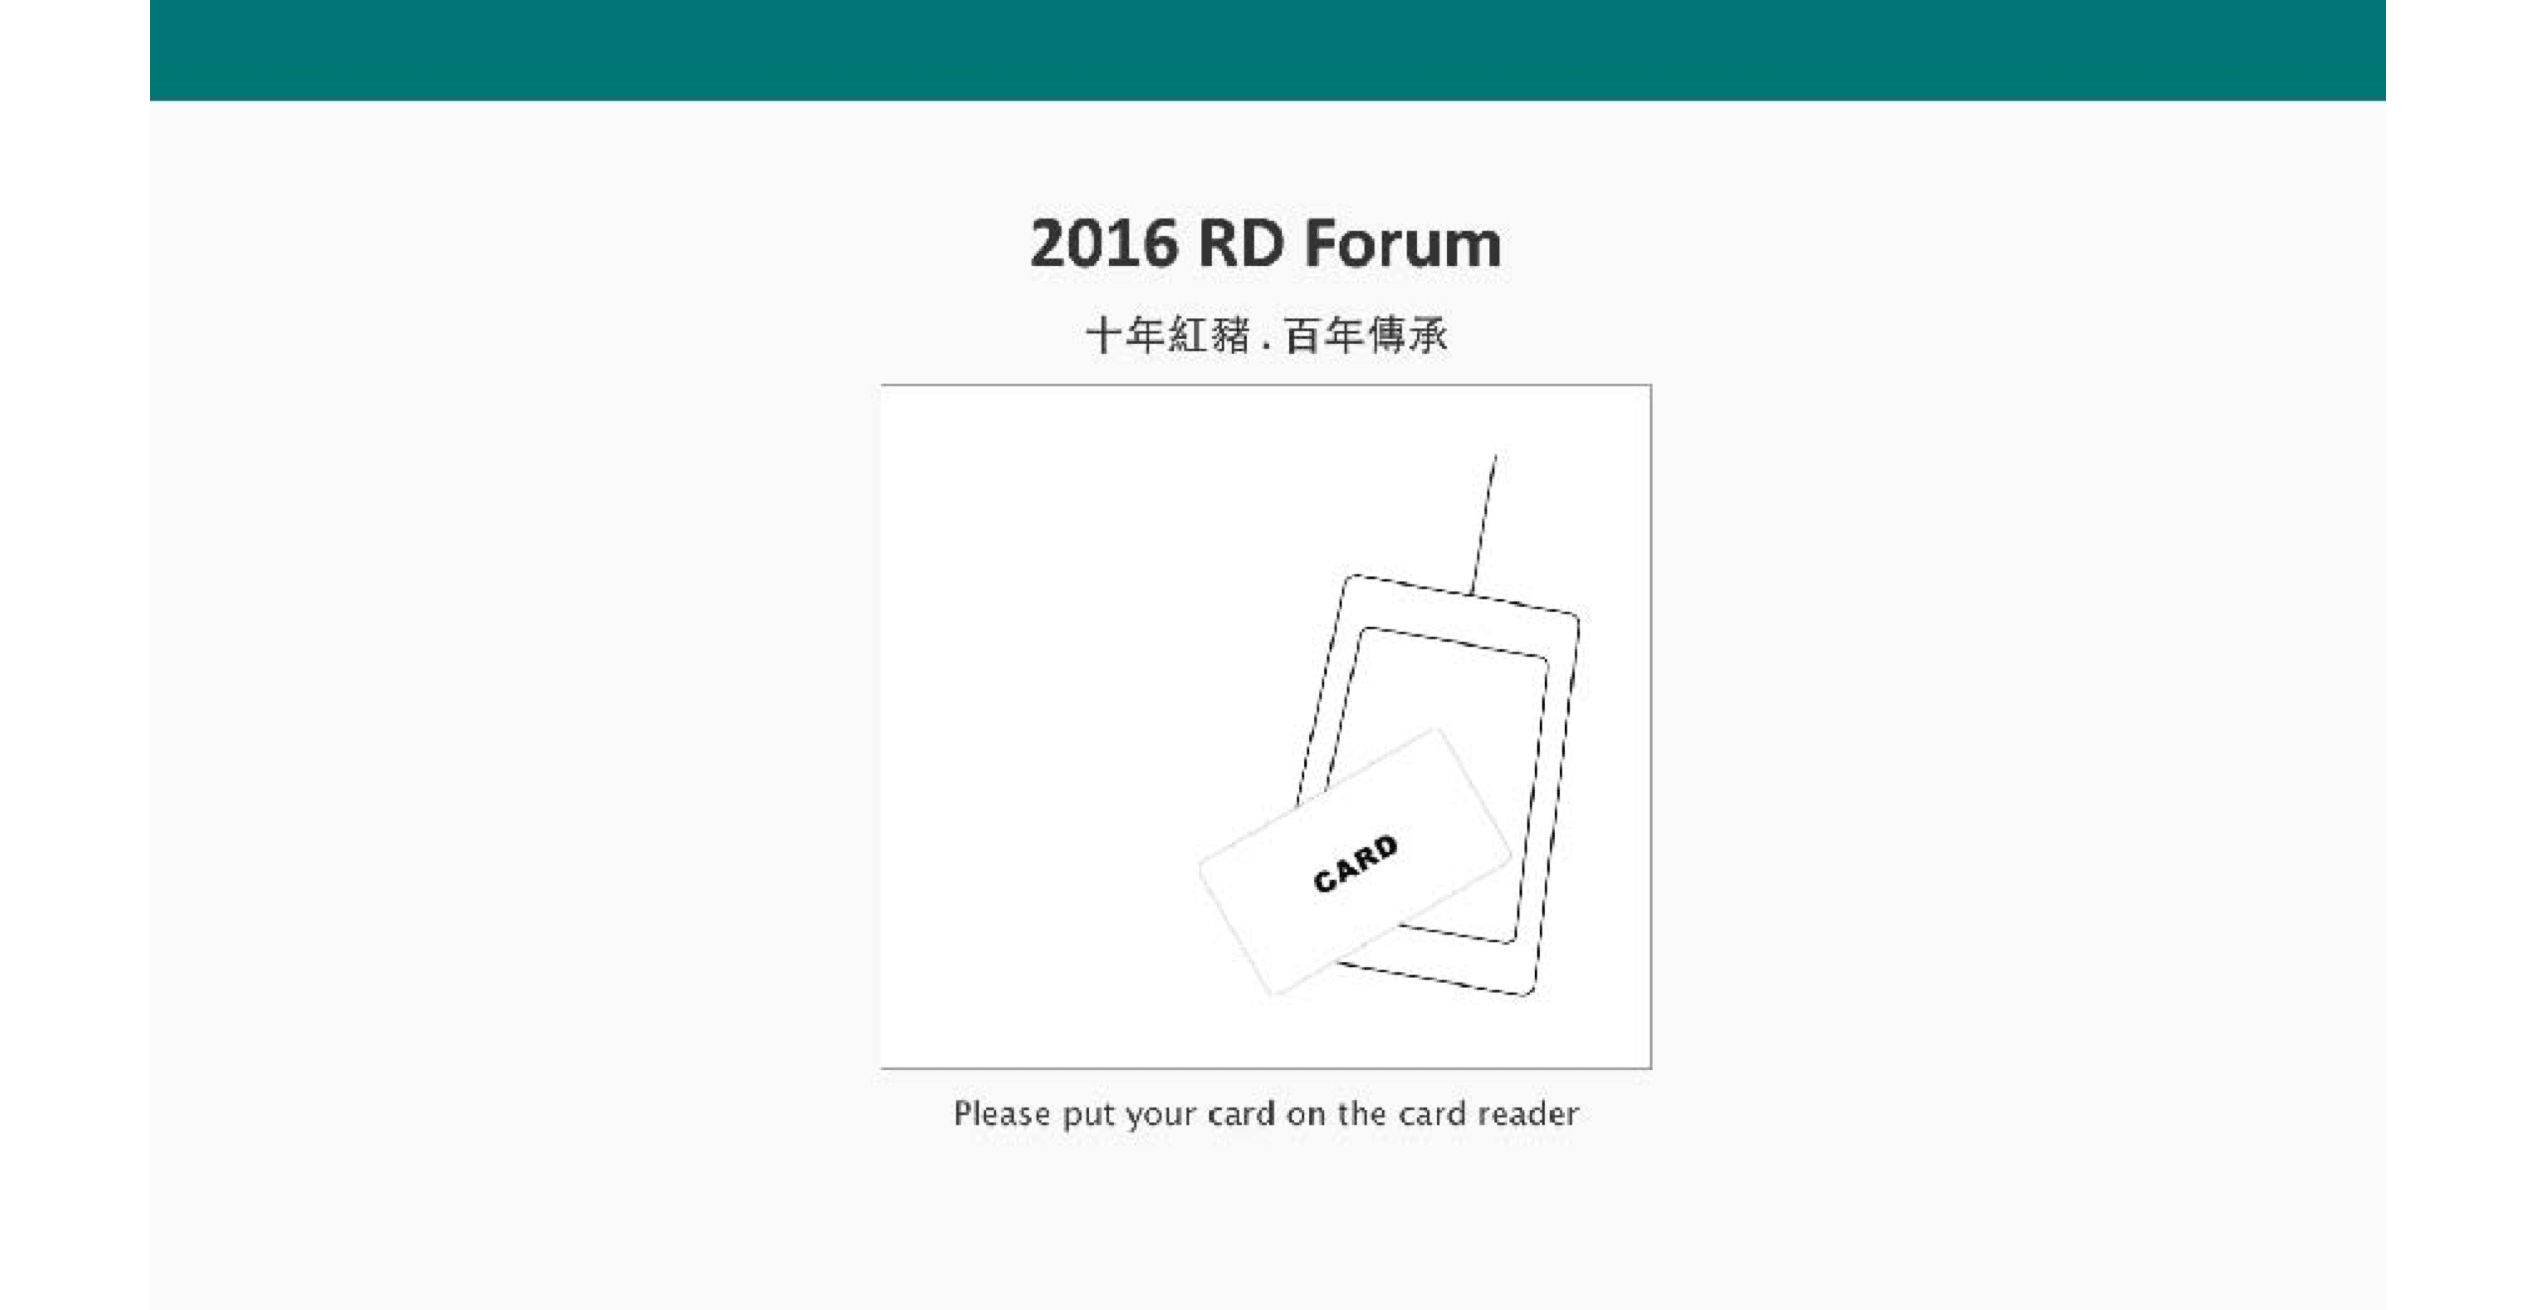 2016 RD Forum
十年紅豬 . 百年傳承
CARD
Please put your card on the card reader